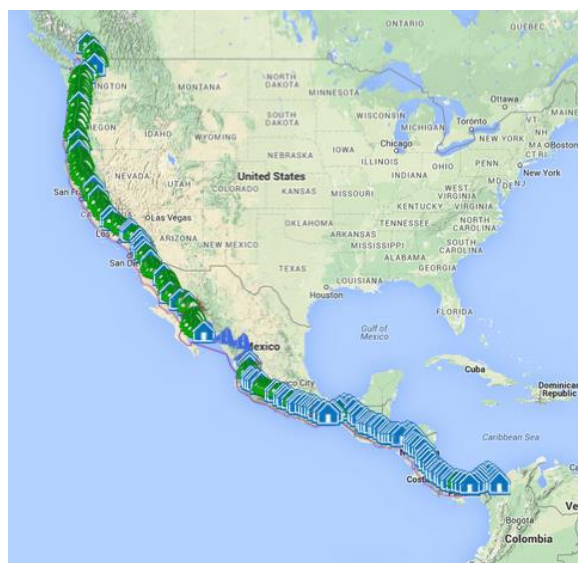 ONTARIO
QUEBEC
NORTH
DAKOTA
MONTANA
MINNESOTA
Ottawa
MAINE
SOUTH
DAKOTA
WISCONSIN
MICHIGAN
Toronto
VT
NH
MA
Boston
CT RI
IDAHO
WYOMING
Chicago
NEW YORK
New York
NEBRASKA
IOWA
ILLINOIS
OHIO
PENN
MD
DE NJ
NEVADA
UTAH
COLORADO
United States
KANSAS
MISSOURI
INDIANA
WEST
VIRGINIA
KENTUCKY
VIRGINIA
Las Vegas
OKLAHOMA
ARKANSAS
TENNESSEE
NORTH
CAROLINA
ARIZONA
NEW MEXICO
MISSISSIPPI
SOUTH
CAROLINA
ALABAMA
GEORGIA
San Di
TEXAS
LOUISIANA
Houston
FLORIDA
Gulf of
Mexico
Mexico
Cuba
Dominican
Republic
Caribbean Sea
Bogota
Colombia